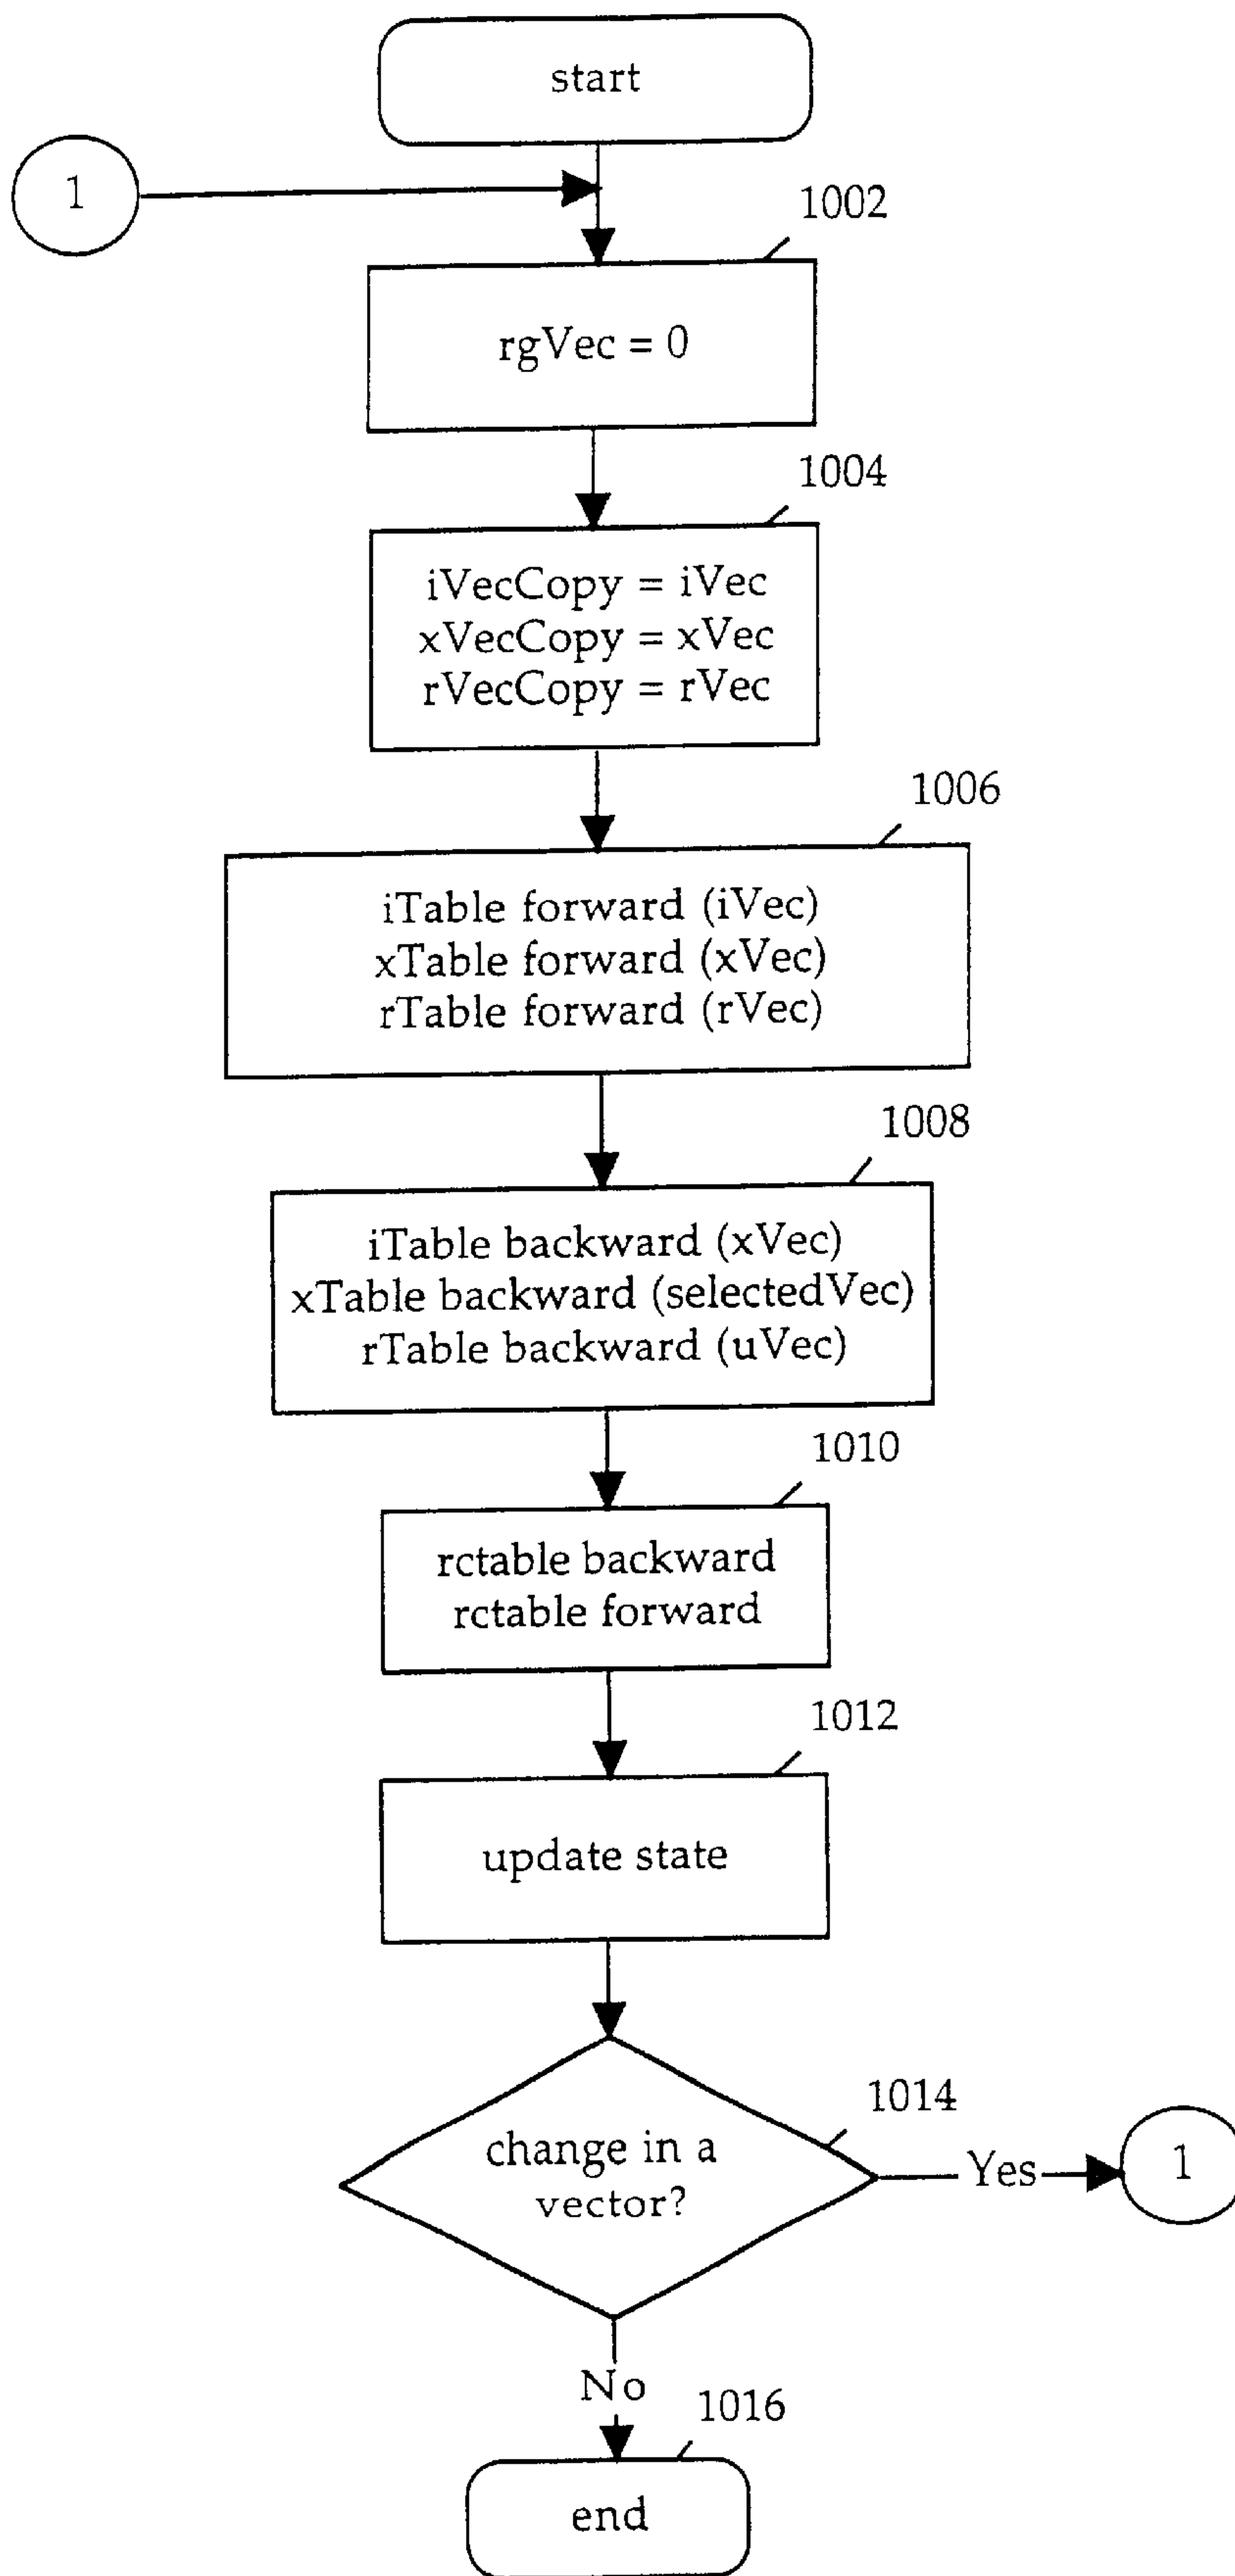 start
1
1002
rgVec = 0
1004
iVecCopy = iVec
xVecCopy = xVec
rVecCopy = rVec
1006
iTable forward (iVec)
xTable forward (xVec)
rTable forward (rVec)
1008
iTable backward (xVec)
xTable backward (selectedVec)
rTable backward (uVec)
1010
rctable backward
rctable forward
1012
update state
1014
change in a
vector?
Yes
1
No
1016
end